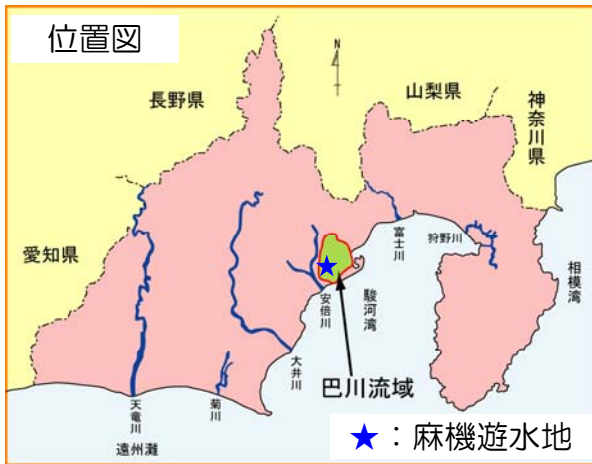 位置図
N
長野県
山梨県
神奈川県
愛知県
富士川
狩野川
相模湾
安倍川
駿河湾
大井川
巴川流域
天竜川
菊川
遠州灘
★：麻機遊水地